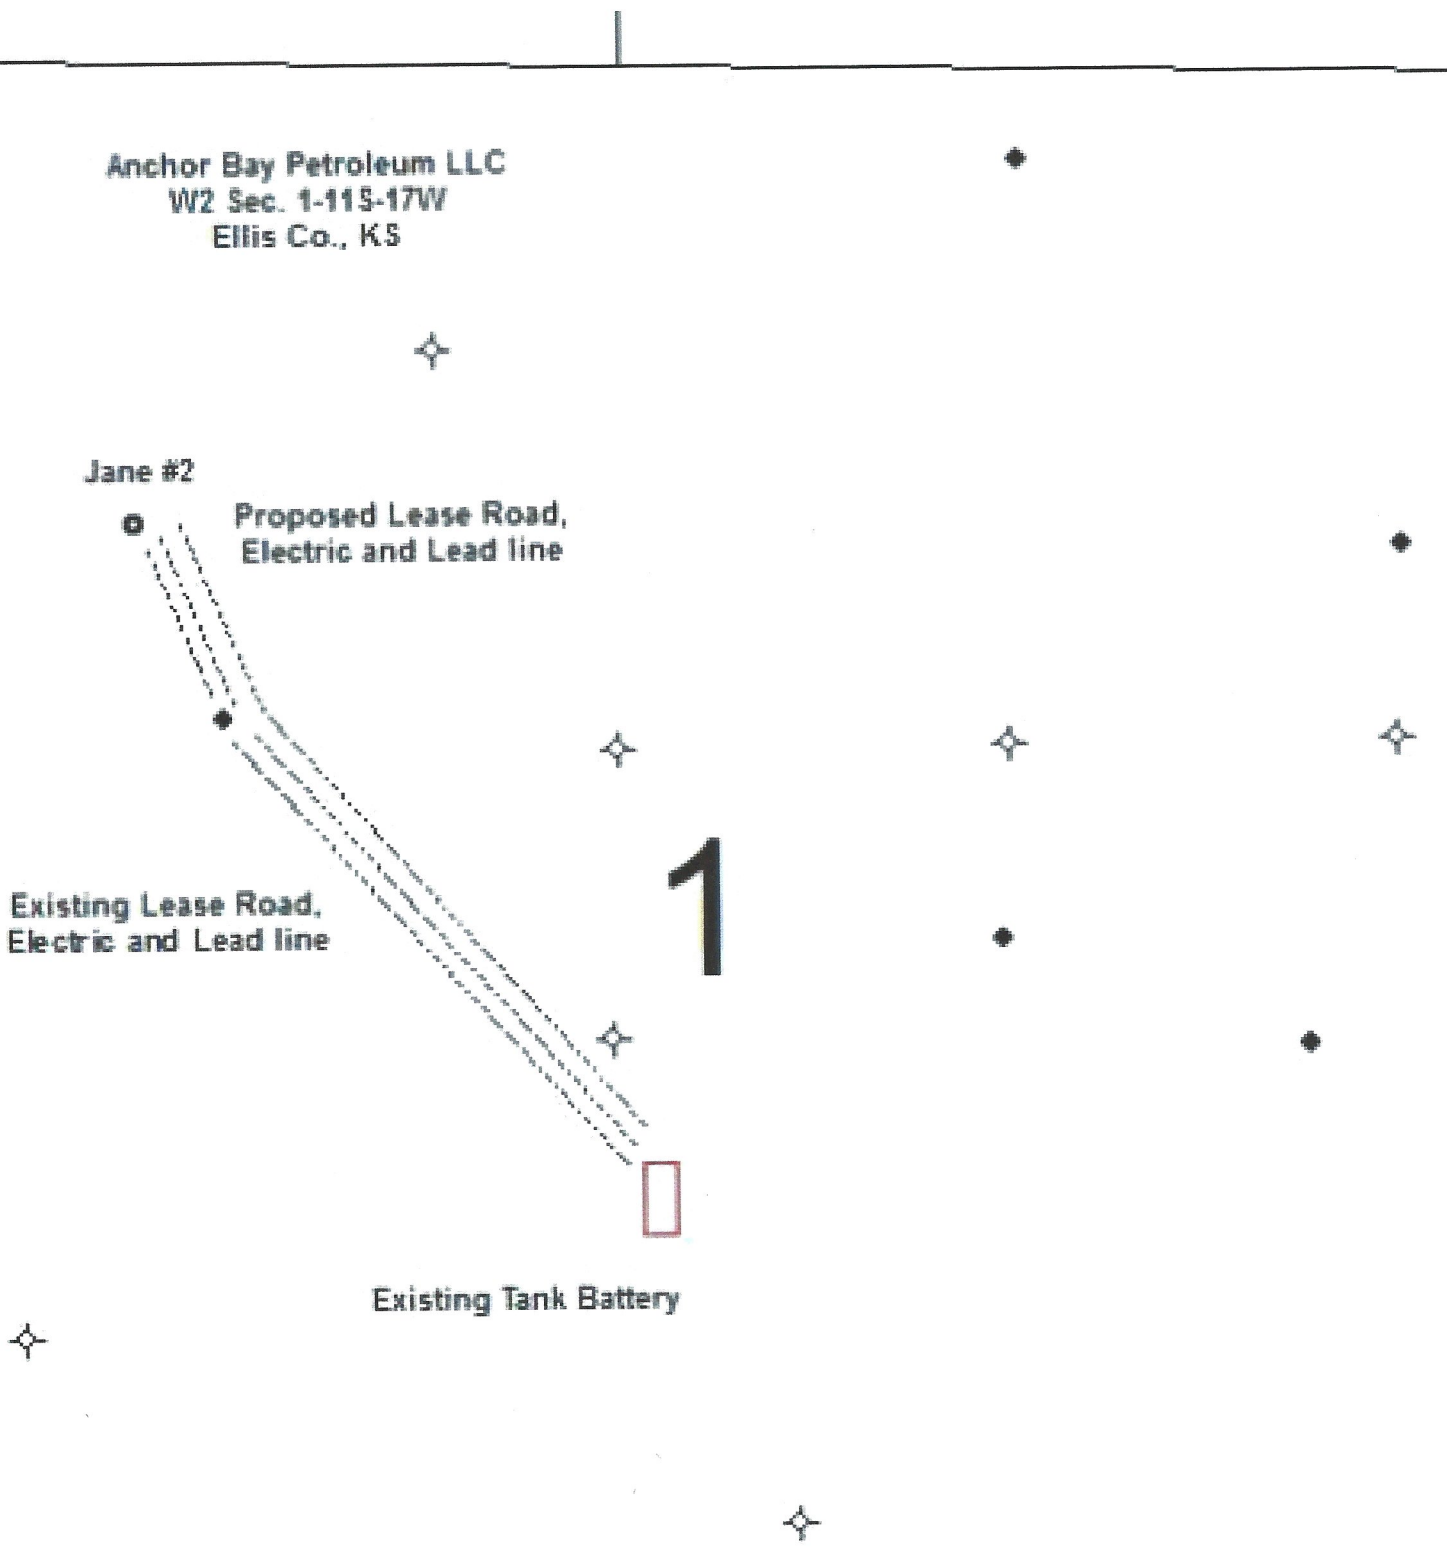 Anchor Bay Petroleum LLC
W2 Sec. 1-11S-17W
Ellis Co., KS
Jane #2
Proposed Lease Road,
Electric and Lead line
1
Existing Lease Road,
Electric and Lead line
Existing Tank Battery